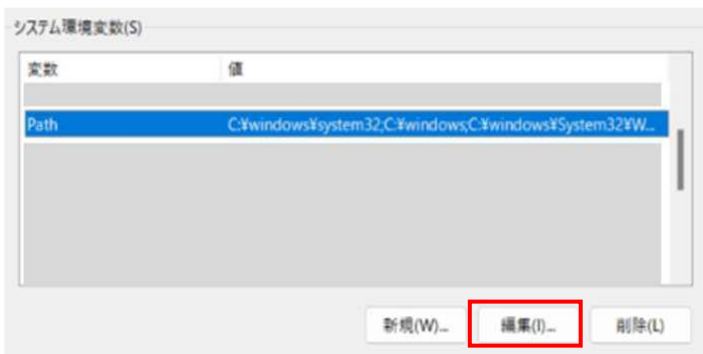 システム環境変数(S)
変数 値
Path C:¥windows¥system32;C:¥windows;C:¥windows¥System32¥W...
新規(W)... 編集(I)... 削除(L)